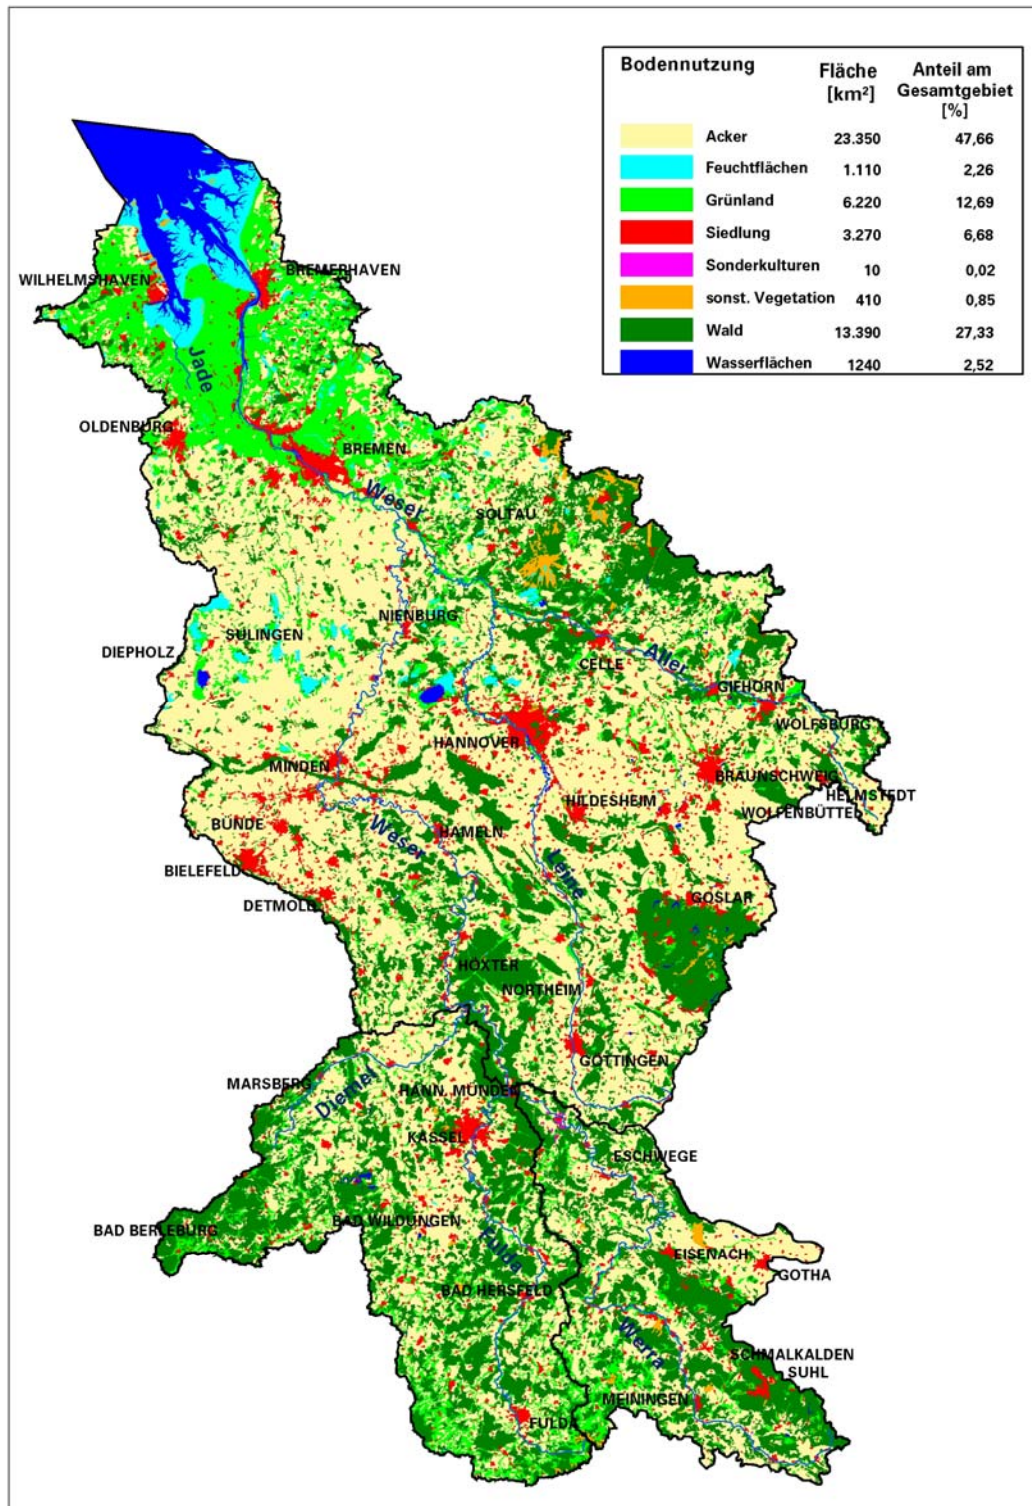 Bodennutzung Fläche [km²] Anteil am Gesamtgebiet [%]
Acker 23.350 47,66
Feuchtflächen 1.110 2,26
Grünland 6.220 12,69
Siedlung 3.270 6,68
Sonderkulturen 10 0,02
sonst. Vegetation 410 0,85
Wald 13.390 27,33
Wasserflächen 1240 2,52
WILHELMSHAVEN
BREMERHAVEN
Jade
OLDENBURG
BREMEN
Weser
SOLTAU
NIENBURG
SULINGEN
DIEPHOLZ
CELLE
Aller
GIFHORN
WOLFSBURG
HANNOVER
MINDEN
BRAUNSCHWEIG
HELMSTEDT
HILDESHEIM
WOLFENBÜTTEL
BÜNDE
Weser
HAMELN
BIELEFELD
Leine
DETMOLD
GOSLAR
HÖXTER
NORTHEIM
GÖTTINGEN
MARSBERG
Diemel
HANN. MÜNDEN
KASSEL
ESCHWEGE
BAD BERLEBURG
BAD WILDUNGEN
Fulda
EISENACH
GOTHA
BAD HERSFELD
Werra
SCHMALKALDEN
SUHL
MEININGEN
FULDA